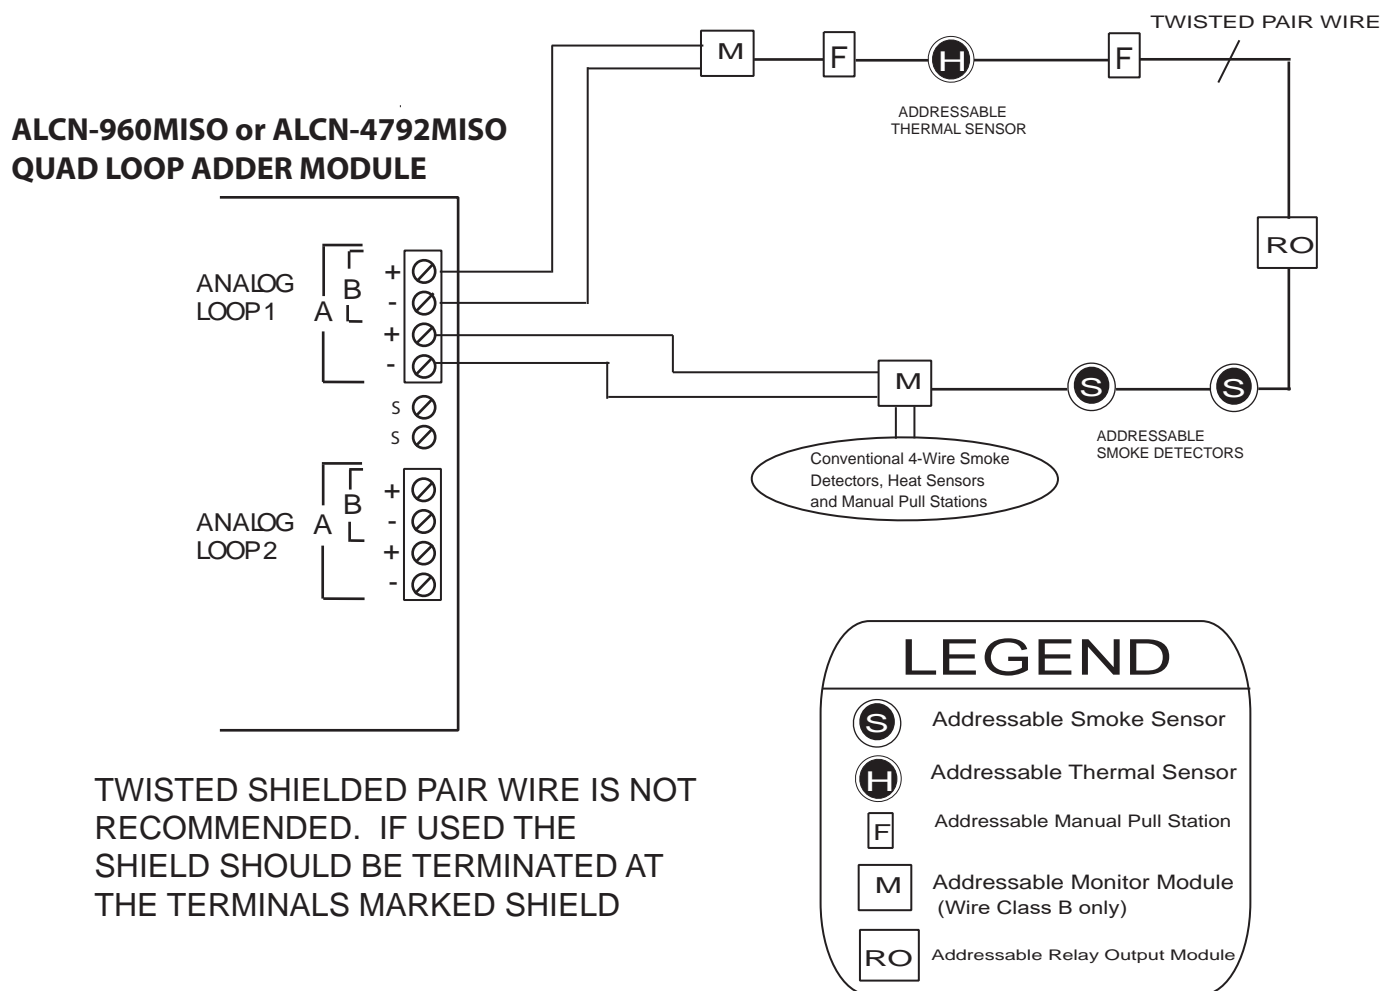 TWISTED PAIR WIRE
M
F
H
F
ADDRESSABLE
THERMAL SENSOR
ALCN-960MISO or ALCN-4792MISO
QUAD LOOP ADDER MODULE
RO
ANALOG
LOOP 1
A
B
+
-
+
-
S
S
M
S
S
ADDRESSABLE
SMOKE DETECTORS
Conventional 4-Wire Smoke
Detectors, Heat Sensors
and Manual Pull Stations
ANALOG
LOOP 2
A
B
+
-
+
-
TWISTED SHIELDED PAIR WIRE IS NOT
RECOMMENDED. IF USED THE
SHIELD SHOULD BE TERMINATED AT
THE TERMINALS MARKED SHIELD
LEGEND
S Addressable Smoke Sensor
H Addressable Thermal Sensor
F Addressable Manual Pull Station
M Addressable Monitor Module
(Wire Class B only)
RO Addressable Relay Output Module